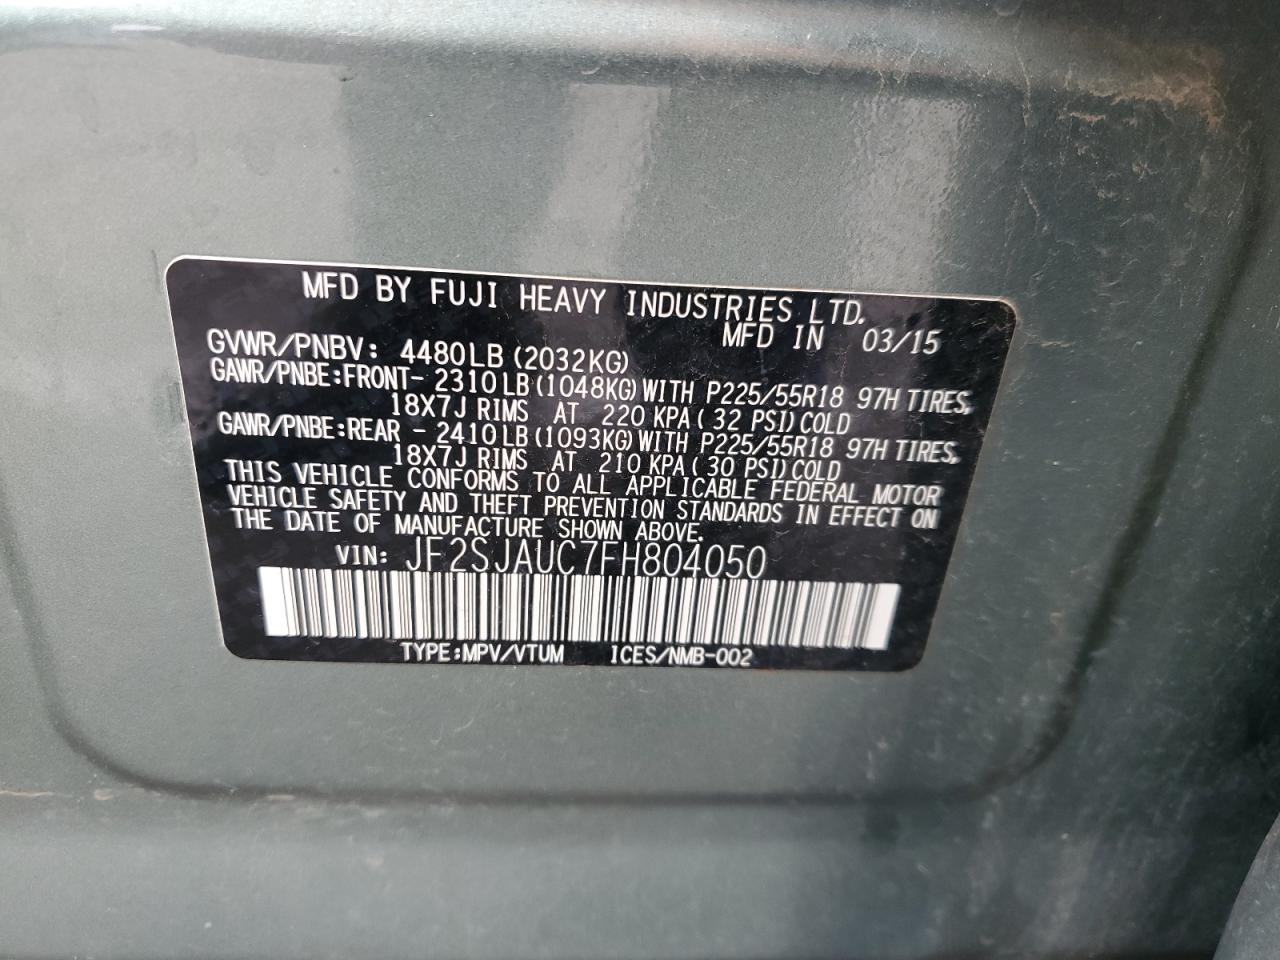 MFD BY FUJI HEAVY INDUSTRIES LTD.
MFD IN 03/15
GVWR/PNBV: 4480LB(2032KG)
GAWR/PNBE:FRONT- 2310LB(1048KG)WITH P225/55R18 97H TIRES,
18X7J RIMS AT 220 KPA( 32 PSI)COLD
GAWR/PNBE:REAR - 2410LB(1093KG)WITH P225/55R18 97H TIRES,
18X7J RIMS AT 210 KPA( 30 PSI)COLD
THIS VEHICLE CONFORMS TO ALL APPLICABLE FEDERAL MOTOR
VEHICLE SAFETY AND THEFT PREVENTION STANDARDS IN EFFECT ON
THE DATE OF MANUFACTURE SHOWN ABOVE.
VIN: JF2SJAUC7FH804050
TYPE:MPV/VTUM ICES/NMB-002